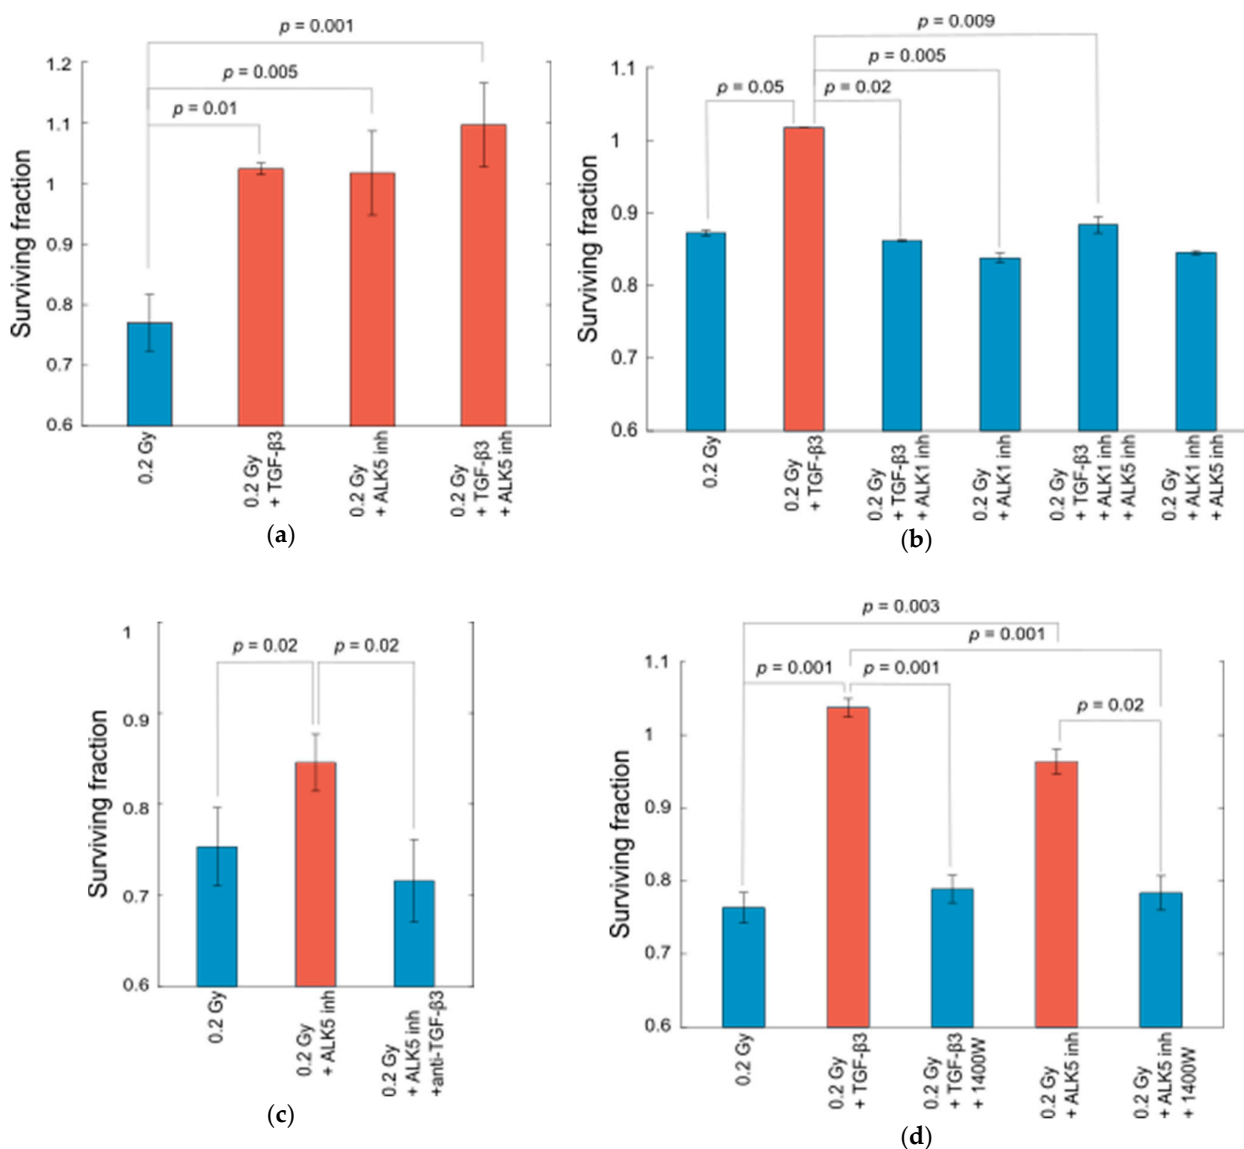 p = 0.001
p = 0.005
p = 0.01
Surviving fraction
1.2
1.1
1
0.9
0.8
0.7
0.6
0.2 Gy
0.2 Gy
+ TGF-β3
0.2 Gy
+ ALK5 inh
0.2 Gy
+ TGF-β3
+ ALK5 inh
(a)
p = 0.009
p = 0.005
p = 0.05
p = 0.02
Surviving fraction
1.1
1
0.9
0.8
0.7
0.6
0.2 Gy
0.2 Gy
+ TGF-β3
0.2 Gy
+ TGF-β3
+ ALK1 inh
0.2 Gy
+ ALK1 inh
0.2 Gy
+ TGF-β3
+ ALK1 inh
+ ALK5 inh
0.2 Gy
+ ALK1 inh
+ ALK5 inh
(b)
p = 0.02
p = 0.02
Surviving fraction
1
0.9
0.8
0.7
0.6
0.2 Gy
0.2 Gy
+ ALK5 inh
0.2 Gy
+ ALK5 inh
+anti-TGF-β3
(c)
p = 0.003
p = 0.001
p = 0.001
p = 0.001
p = 0.02
Surviving fraction
1.1
1
0.9
0.8
0.7
0.6
0.2 Gy
0.2 Gy
+ TGF-β3
0.2 Gy
+ TGF-β3
+ 1400W
0.2 Gy
+ ALK5 inh
0.2 Gy
+ ALK5 inh
+ 1400W
(d)